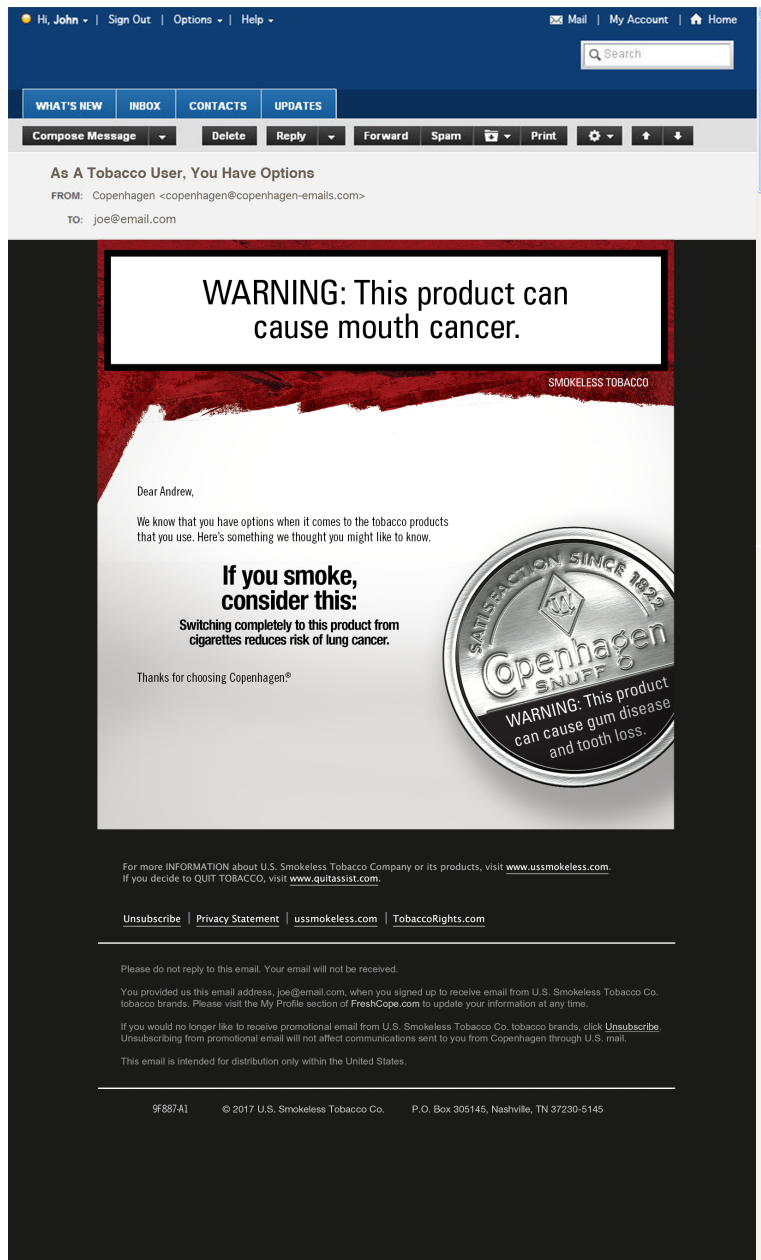 Hi, John | Sign Out | Options | Help
Mail | My Account | Home
Search
WHAT'S NEW INBOX CONTACTS UPDATES
Compose Message Delete Reply Forward Spam Print
As A Tobacco User, You Have Options
FROM: Copenhagen <copenhagen@copenhagen-emails.com>
TO: joe@email.com
WARNING: This product can
cause mouth cancer.
SMOKELESS TOBACCO
Dear Andrew,
We know that you have options when it comes to the tobacco products
that you use. Here's something we thought you might like to know.
If you smoke,
consider this:
Switching completely to this product from
cigarettes reduces risk of lung cancer.
Thanks for choosing Copenhagen.®
SATISFACTION SINCE 1822
W
Copenhagen
SNUFF
WARNING: This product
can cause gum disease
and tooth loss.
For more INFORMATION about U.S. Smokeless Tobacco Company or its products, visit www.ussmokeless.com.
If you decide to QUIT TOBACCO, visit www.quitassist.com.
Unsubscribe | Privacy Statement | ussmokeless.com | TobaccoRights.com
Please do not reply to this email. Your email will not be received.
You provided us this email address, joe@email.com, when you signed up to receive email from U.S. Smokeless Tobacco Co.
tobacco brands. Please visit the My Profile section of FreshCope.com to update your information at any time.
If you would no longer like to receive promotional email from U.S. Smokeless Tobacco Co. tobacco brands, click Unsubscribe.
Unsubscribing from promotional email will not affect communications sent to you from Copenhagen through U.S. mail.
This email is intended for distribution only within the United States.
9F887-A1 © 2017 U.S. Smokeless Tobacco Co. P.O. Box 305145, Nashville, TN 37230-5145